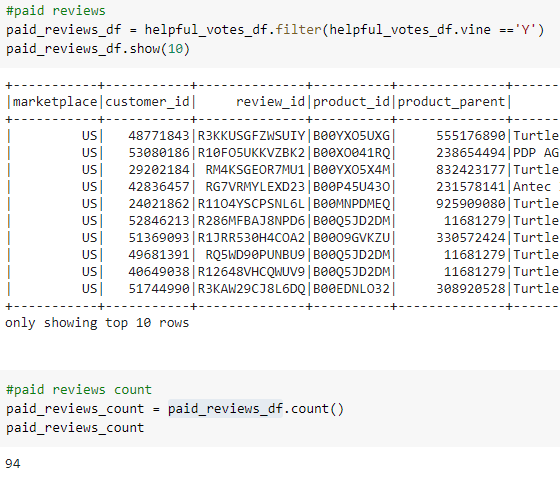 #paid reviews
paid_reviews_df = helpful_votes_df.filter(helpful_votes_df.vine =='Y')
paid_reviews_df.show(10)
+-----------+-----------+--------------+----------+--------------+------
|marketplace|customer_id|     review_id|product_id|product_parent|
+-----------+-----------+--------------+----------+--------------+------
|         US|   48771843|R3KKUSGFZWSUIY|B00YXO5UXG|     555176890|Turtle
|         US|   53080186|R10FO5UKKVZBK2|B00XO041RQ|     238654494|PDP AG
|         US|   29202184| RM4KSGEOR7MU1|B00YXO5X4M|     832423177|Turtle
|         US|   42836457| RG7VRMYLEXD23|B00P45U43O|     231578141|Antec
|         US|   24021862|R11O4YSCPSNL6L|B00MNPDMEQ|     925909080|Turtle
|         US|   52846213|R286MFBAJ8NPD6|B00Q5JD2DM|      11681279|Turtle
|         US|   51369093|R1JRR530H4COA2|B00O9GVKZU|     330572424|Turtle
|         US|   49681391| RQ5WD90PUNBU9|B00Q5JD2DM|      11681279|Turtle
|         US|   40649038|R12648VHCQWUV9|B00Q5JD2DM|      11681279|Turtle
|         US|   51744990|R3KAW29CJ8L6DQ|B00EDNLO32|     308920528|Turtle
+-----------+-----------+--------------+----------+--------------+------
only showing top 10 rows
#paid reviews count
paid_reviews_count = paid_reviews_df.count()
paid_reviews_count
94